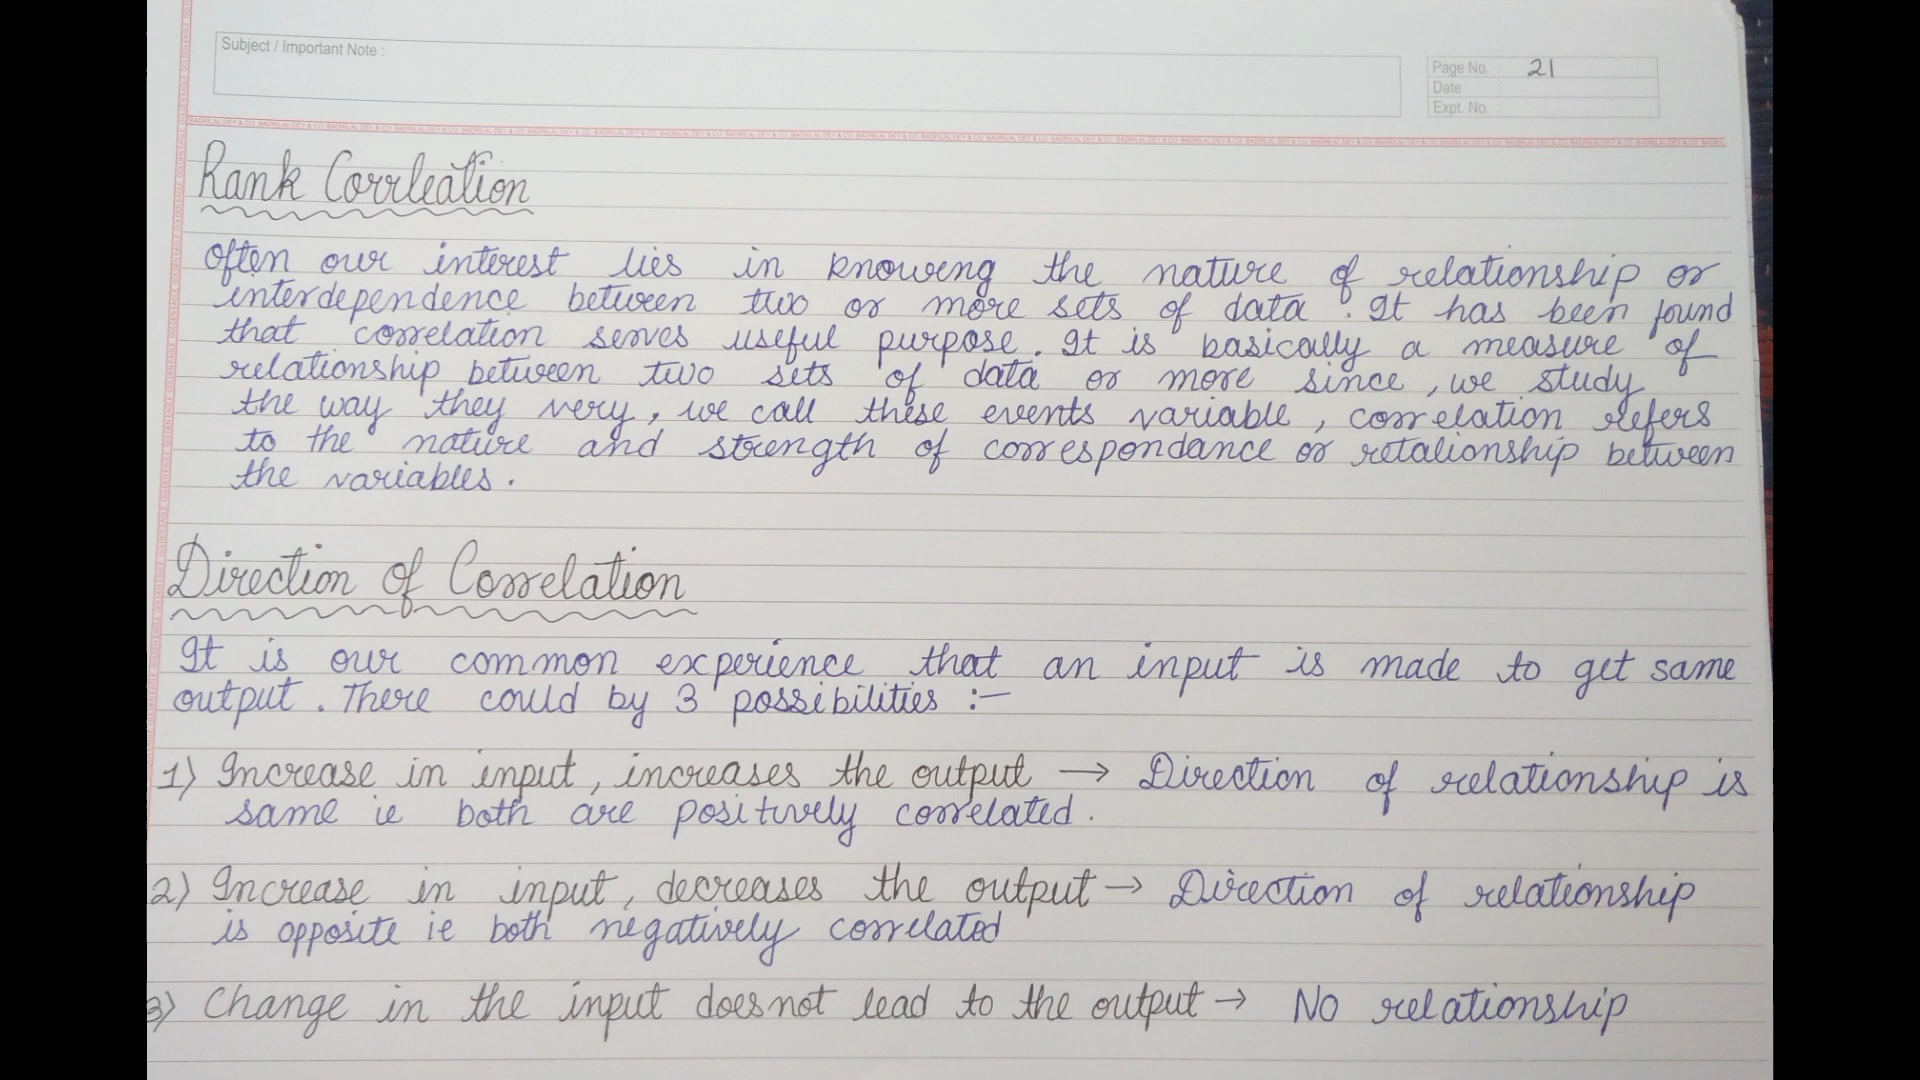 Subject / Important Note :
Page No. : 21
Date :
Expt. No. :
Rank Corrleation
Often our interest lies in knowing the nature of relationship or
interdependence between two or more sets of data. It has been found
that correlation serves useful purpose. It is basically a measure of
relationship between two sets of data or more since, we study
the way they very, we call these events variable, correlation refers
to the nature and strength of correspondance or retalionship between
the variables.
Direction of Correlation
It is our common experience that an input is made to get same
output. There could by 3 possibilities :-
1) Increase in input, increases the output → Direction of relationship is
same ie both are positively correlated.
2) Increase in input, decreases the output → Direction of relationship
is opposite ie both negatively correlated
3) Change in the input does not lead to the output → No relationship